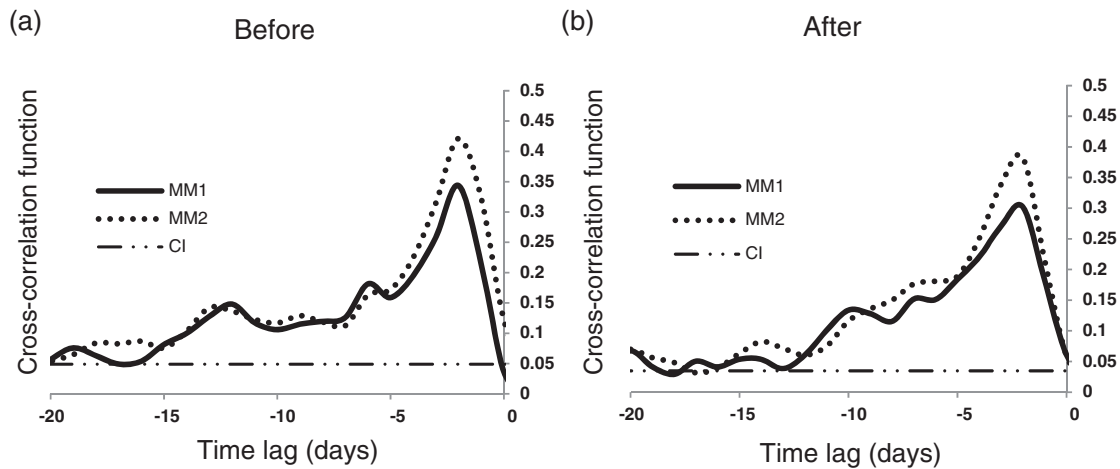 (a)
Before
Cross-correlation function
0.5
0.45
0.4
0.35
0.3
0.25
0.2
0.15
0.1
0.05
0
MM1
MM2
CI
-20
-15
-10
-5
0
Time lag (days)
(b)
After
Cross-correlation function
0.5
0.45
0.4
0.35
0.3
0.25
0.2
0.15
0.1
0.05
0
MM1
MM2
CI
-20
-15
-10
-5
0
Time lag (days)